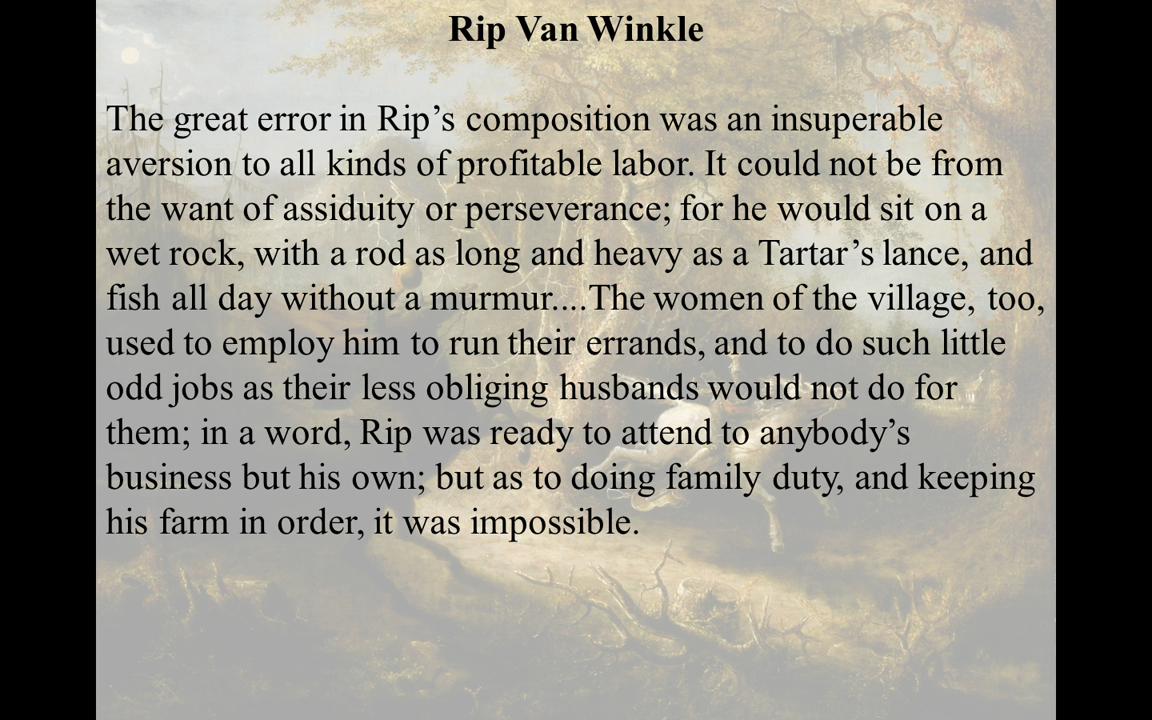 Rip Van Winkle
The great error in Rip’s composition was an insuperable
aversion to all kinds of profitable labor. It could not be from
the want of assiduity or perseverance; for he would sit on a
wet rock, with a rod as long and heavy as a Tartar’s lance, and
fish all day without a murmur....The women of the village, too,
used to employ him to run their errands, and to do such little
odd jobs as their less obliging husbands would not do for
them; in a word, Rip was ready to attend to anybody’s
business but his own; but as to doing family duty, and keeping
his farm in order, it was impossible.